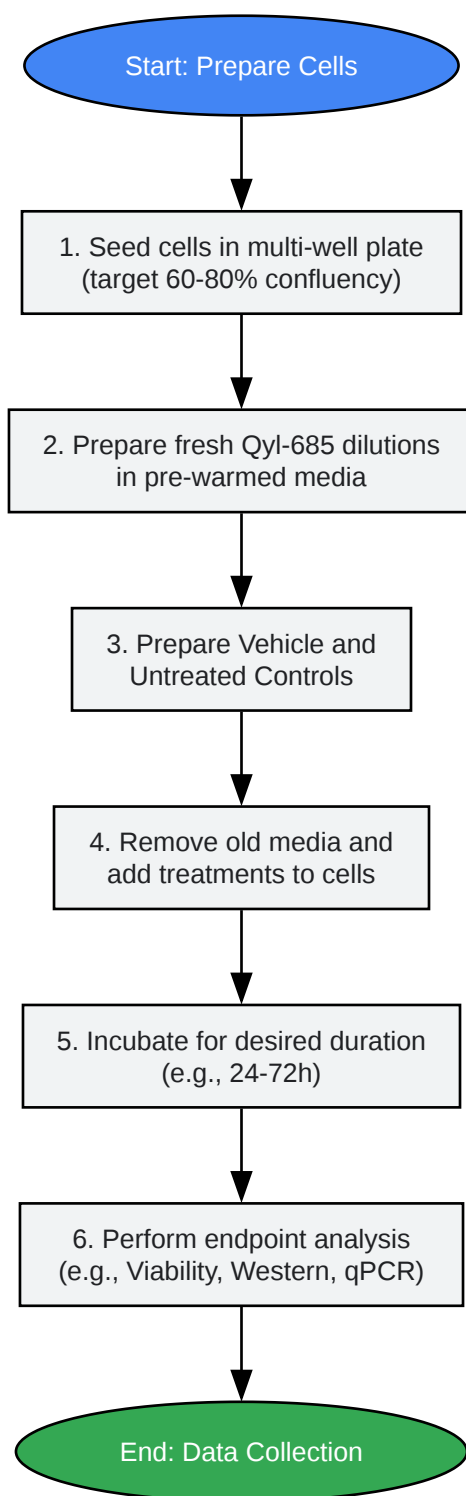 Start: Prepare Cells
1. Seed cells in multi-well plate
(target 60-80% confluency)
2. Prepare fresh Qyl-685 dilutions
in pre-warmed media
3. Prepare Vehicle and
Untreated Controls
4. Remove old media and
add treatments to cells
5. Incubate for desired duration
(e.g., 24-72h)
6. Perform endpoint analysis
(e.g., Viability, Western, qPCR)
End: Data Collection